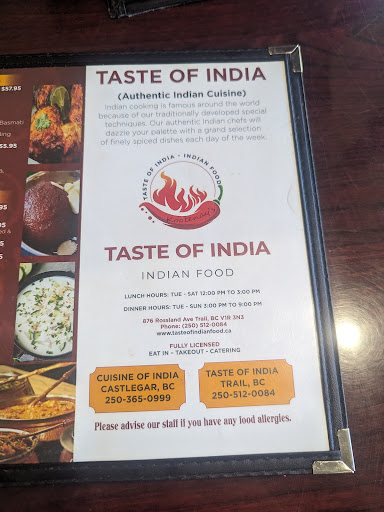 $57.95
Basmati
ling
TASTE OF INDIA
(Authentic Indian Cuisine)
Indian cooking is famous around the world
because of our traditionally developed special
techniques. Our authentic Indian chefs will
dazzle your palette with a grand selection
of finely spiced dishes each day of the week.
TASTE OF INDIA • INDIAN FOOD
Kootenay's
TASTE OF INDIA
INDIAN FOOD
LUNCH HOURS: TUE - SAT 12:00 PM TO 3:00 PM
DINNER HOURS: TUE - SUN 3:00 PM TO 9:00 PM
876 Rossland Ave Trail, BC V1R 3N3
Phone: (250) 512-0084
www.tasteofindianfood.ca
FULLY LICENSED
EAT IN - TAKEOUT - CATERING
CUISINE OF INDIA
CASTLEGAR, BC
250-365-0999
TASTE OF INDIA
TRAIL, BC
250-512-0084
Please advise our staff if you have any food allergies.